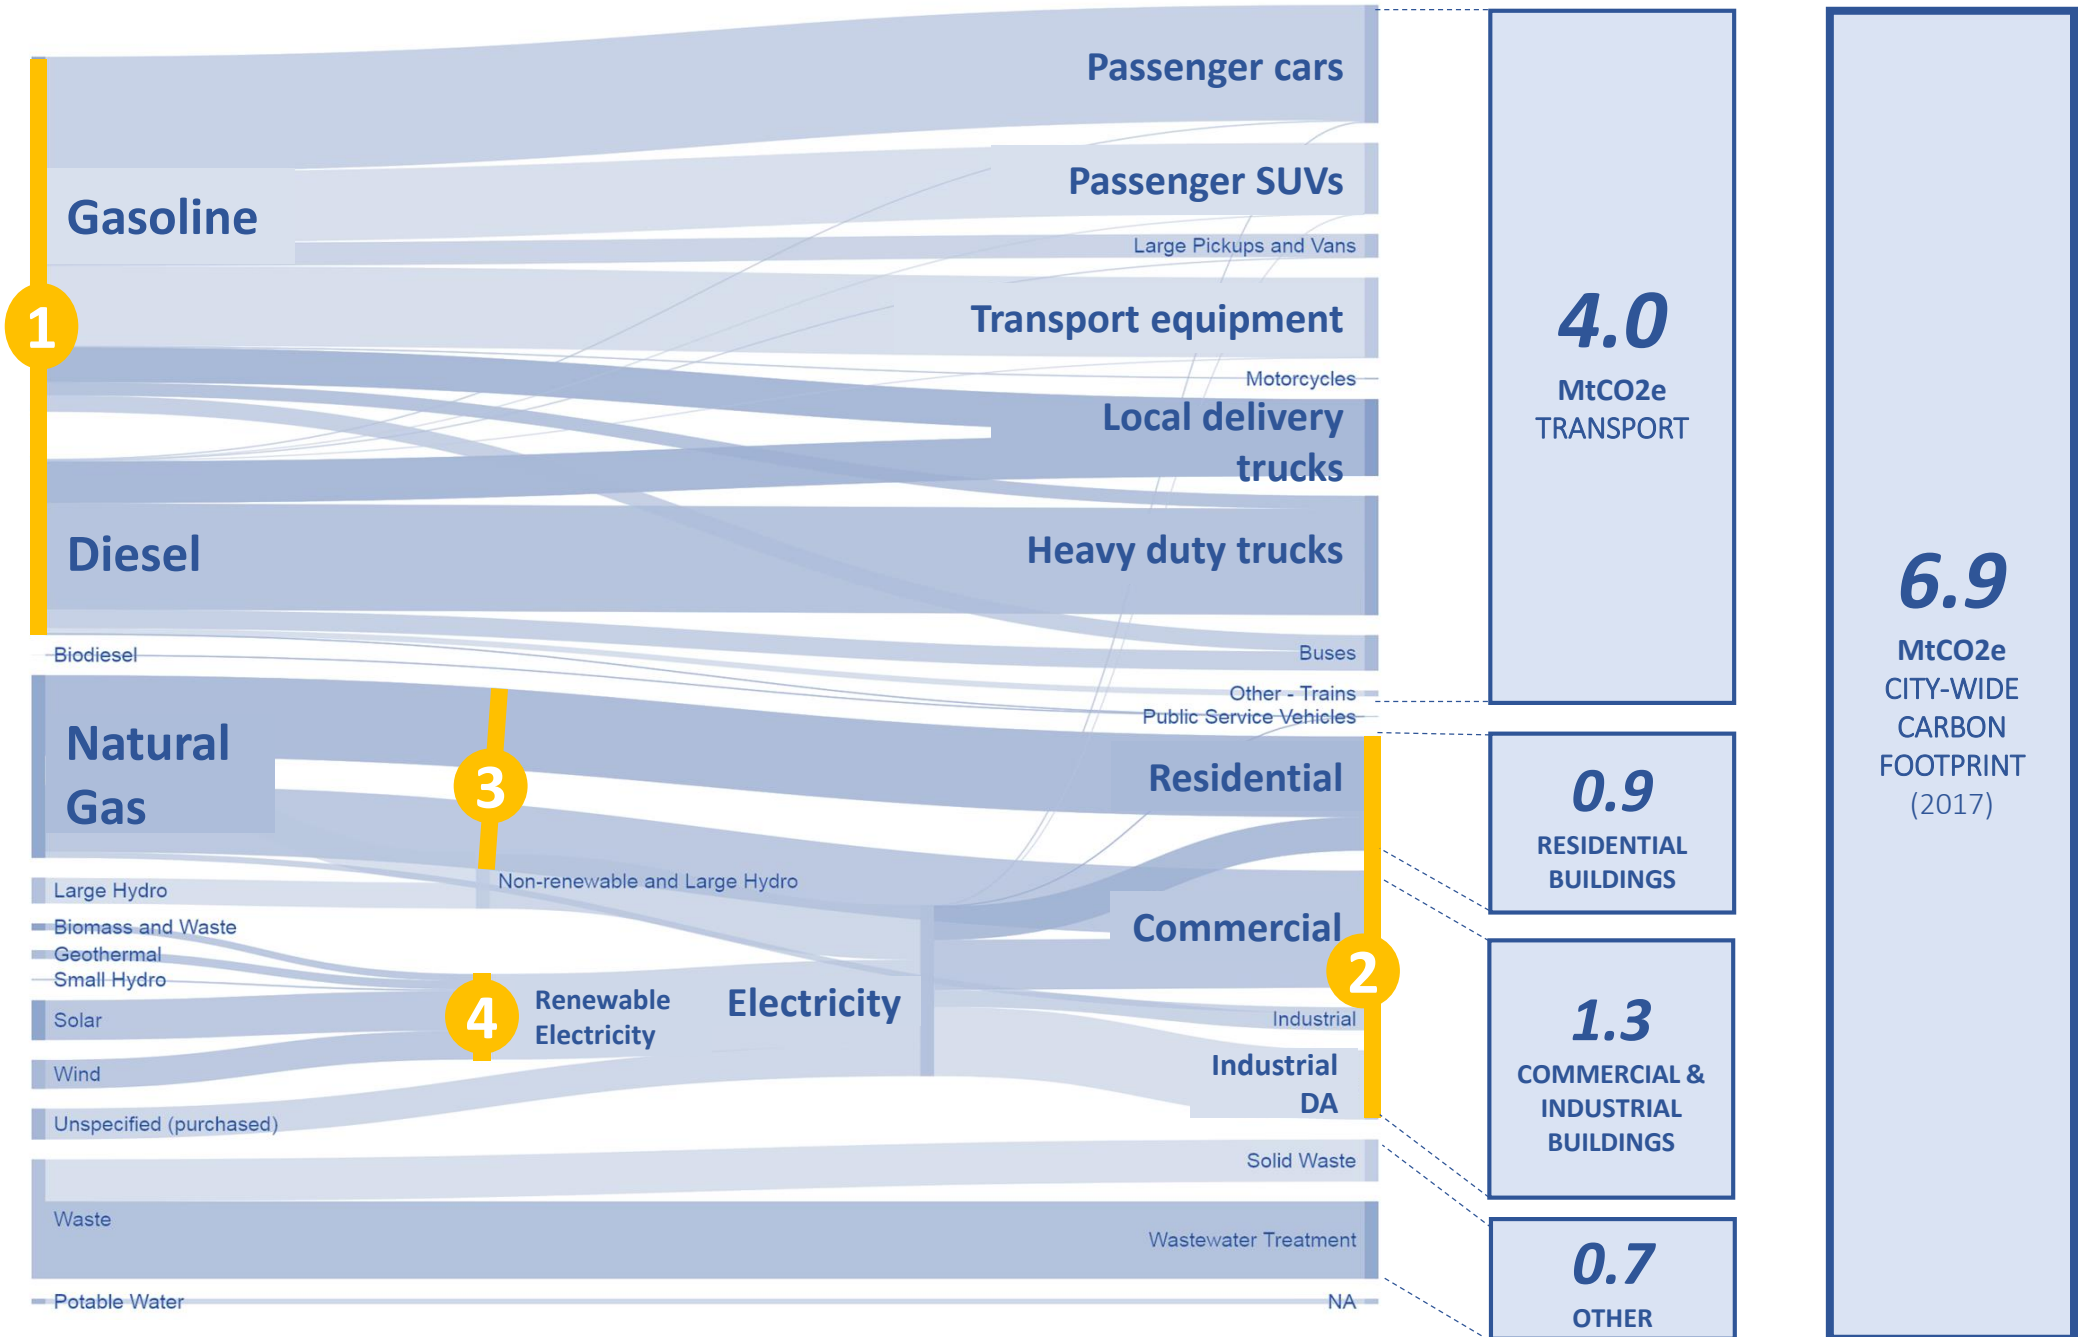 Gasoline
1
Diesel
Biodiesel
Natural
Gas
3
Large Hydro
Biomass and Waste
Geothermal
Small Hydro
Solar
Wind
Unspecified (purchased)
Waste
Potable Water
Non-renewable and Large Hydro
4
Renewable
Electricity
Electricity
Passenger cars
Passenger SUVs
Large Pickups and Vans
Transport equipment
Motorcycles
Local delivery
trucks
Heavy duty trucks
Buses
Other - Trains
Public Service Vehicles
Residential
Commercial
2
Industrial
Industrial
DA
Solid Waste
Wastewater Treatment
NA
4.0
MtCO2e
TRANSPORT
0.9
RESIDENTIAL
BUILDINGS
1.3
COMMERCIAL &
INDUSTRIAL
BUILDINGS
0.7
OTHER
6.9
MtCO2e
CITY-WIDE
CARBON
FOOTPRINT
(2017)